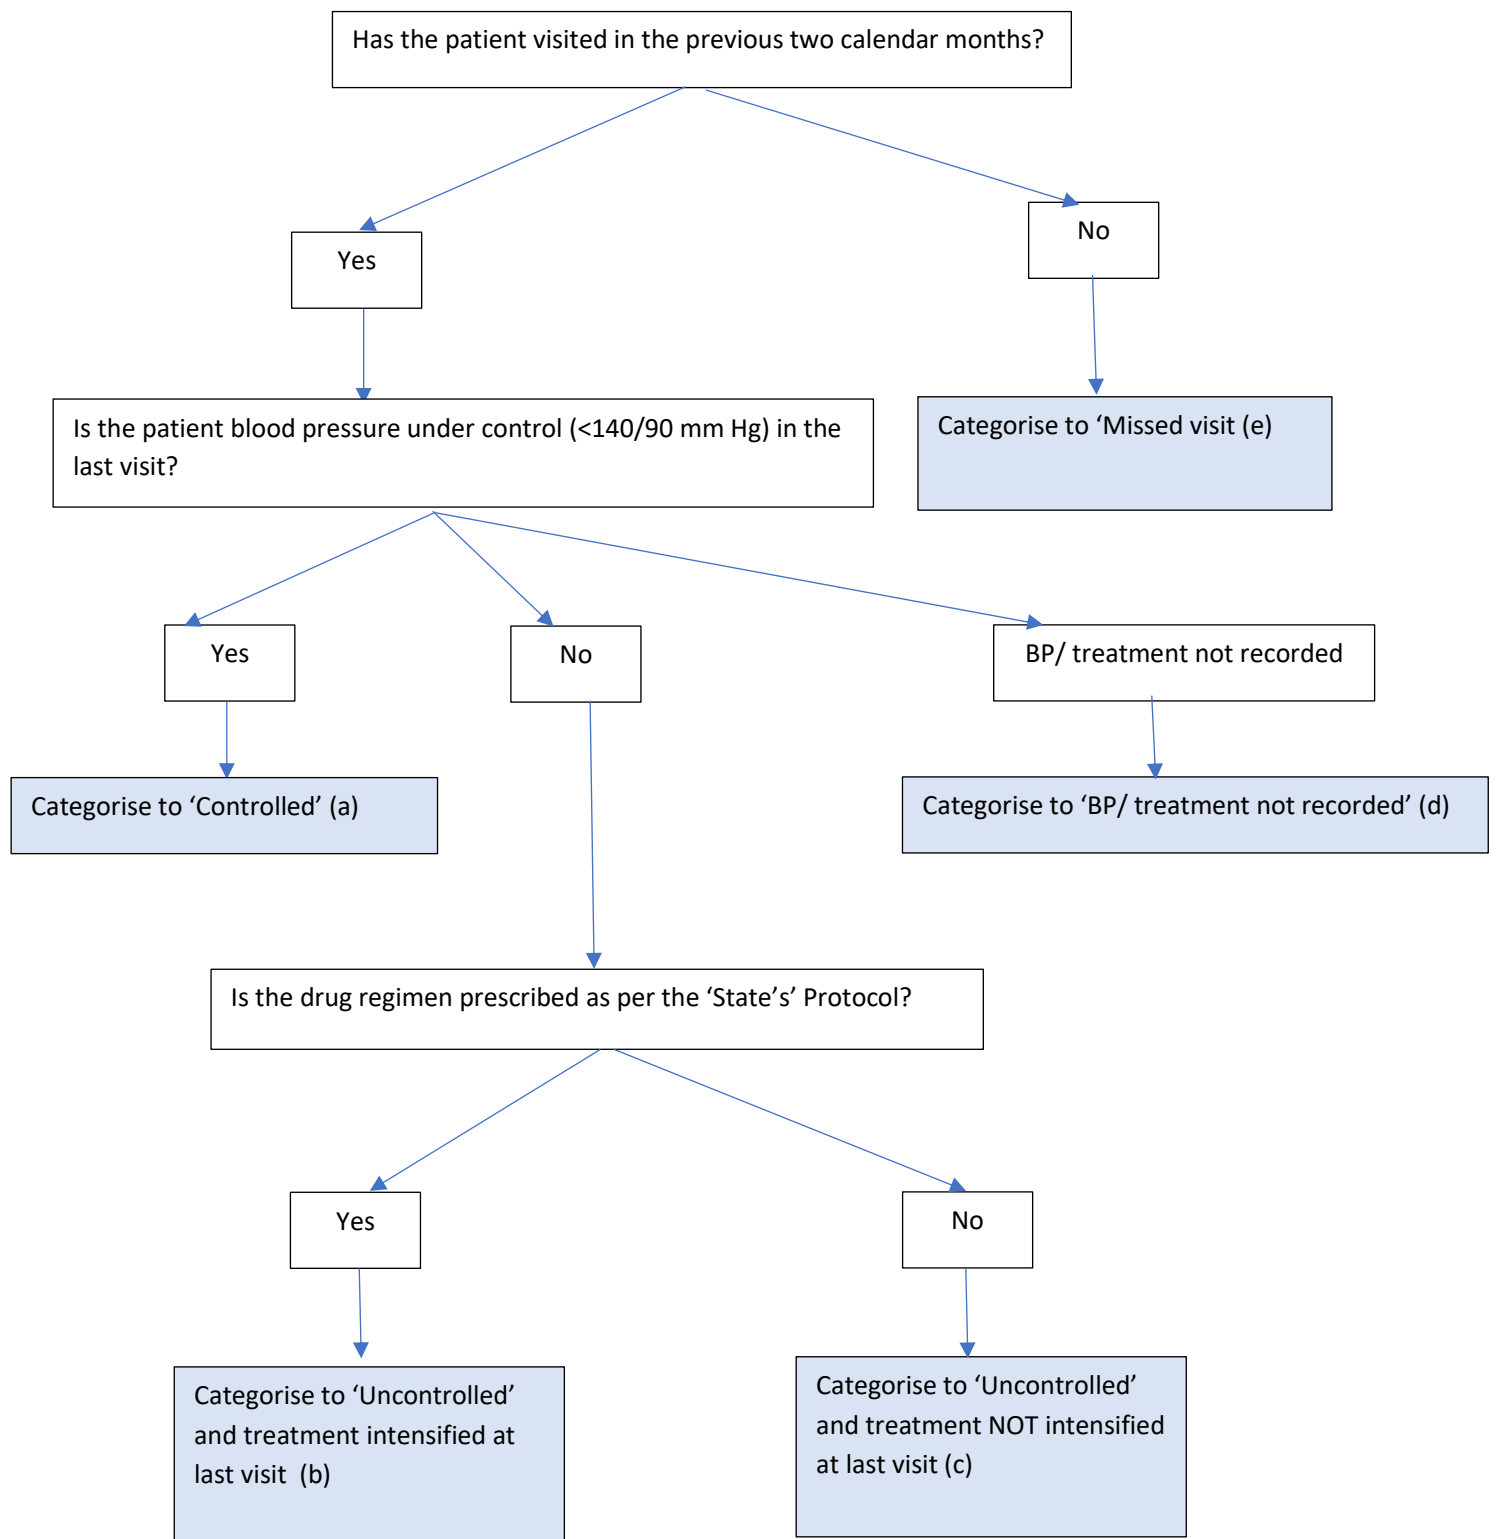 Has the patient visited in the previous two calendar months?
Yes
No
Is the patient blood pressure under control (<140/90 mm Hg) in the
last visit?
Categorise to ‘Missed visit (e)
Yes
No
BP/ treatment not recorded
Categorise to ‘Controlled’ (a)
Categorise to ‘BP/ treatment not recorded’ (d)
Is the drug regimen prescribed as per the ‘State’s’ Protocol?
Yes
No
Categorise to ‘Uncontrolled’
and treatment intensified at
last visit  (b)
Categorise to ‘Uncontrolled’
and treatment NOT intensified
at last visit (c)